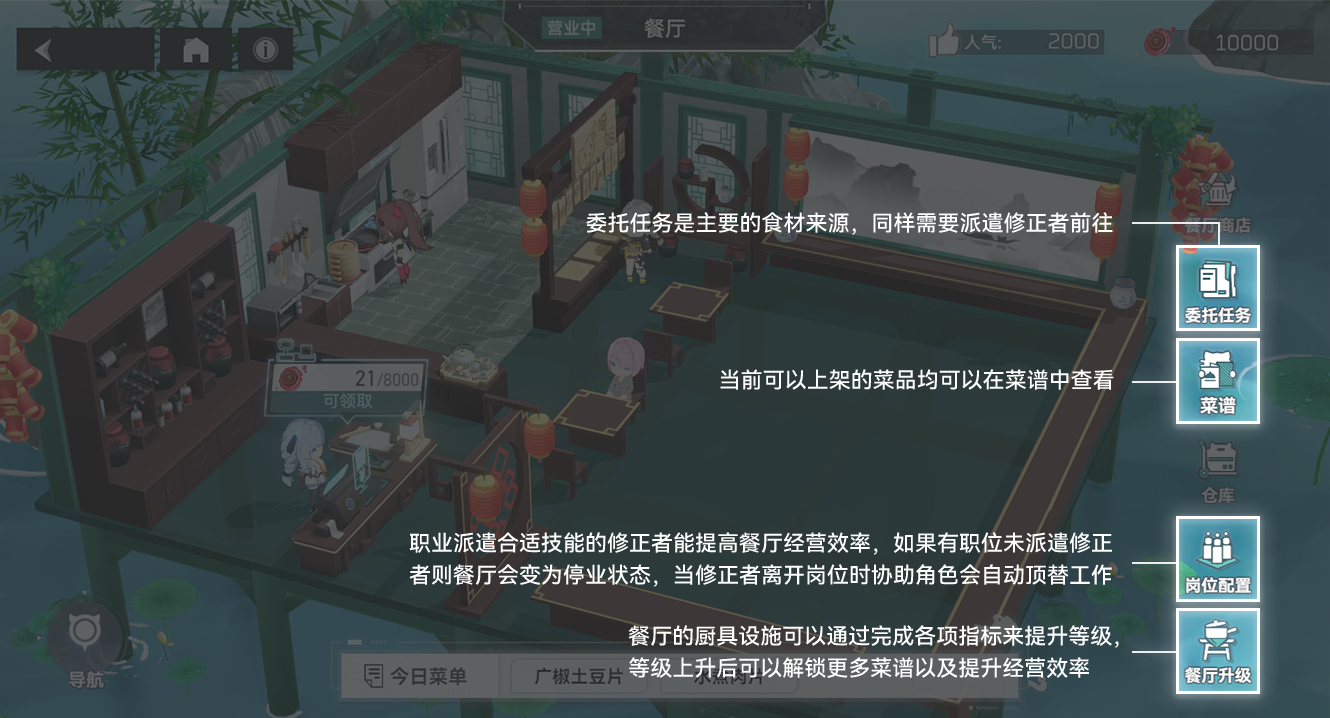 营业中
餐厅
人气:
2000
10000
委托任务是主要的食材来源，同样需要派遣修正者前往
餐厅商店
委托任务
21/8000
可领取
当前可以上架的菜品均可以在菜谱中查看
菜谱
仓库
职业派遣合适技能的修正者能提高餐厅经营效率，如果有职位未派遣修正
者则餐厅会变为停业状态，当修正者离开岗位时协助角色会自动顶替工作
岗位配置
餐厅的厨具设施可以通过完成各项指标来提升等级，
等级上升后可以解锁更多菜谱以及提升经营效率
餐厅升级
导航
今日菜单
广椒土豆片
水煮肉片